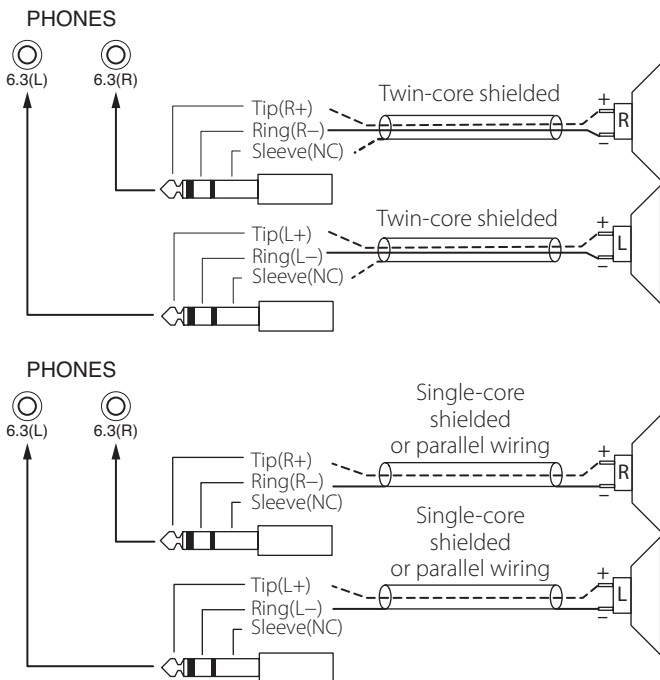 PHONES
6.3(L)
6.3(R)
Twin-core shielded
Tip(R+)
Ring(R–)
Sleeve(NC)
+
R
–
Twin-core shielded
Tip(L+)
Ring(L–)
Sleeve(NC)
+
L
–
PHONES
6.3(L)
6.3(R)
Single-core
shielded
or parallel wiring
Tip(R+)
Ring(R–)
Sleeve(NC)
+
R
–
Single-core
shielded
or parallel wiring
Tip(L+)
Ring(L–)
Sleeve(NC)
+
L
–